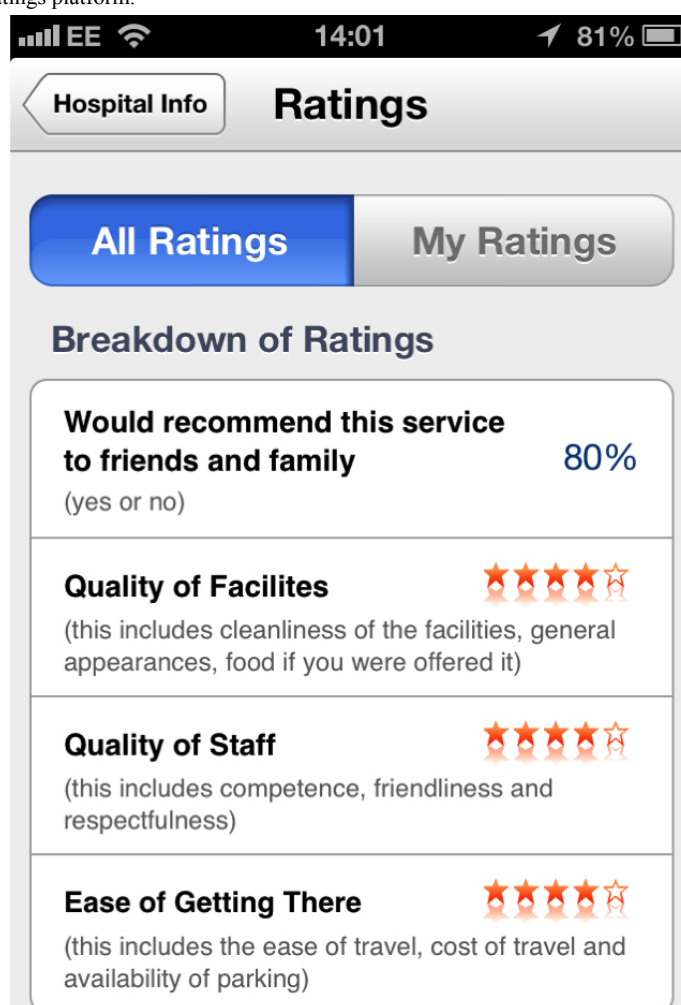 ratings platform.
EE 14:01 81%
Hospital Info Ratings
All Ratings My Ratings
Breakdown of Ratings
Would recommend this service
to friends and family 80%
(yes or no)
Quality of Facilites
(this includes cleanliness of the facilities, general
appearances, food if you were offered it)
Quality of Staff
(this includes competence, friendliness and
respectfulness)
Ease of Getting There
(this includes the ease of travel, cost of travel and
availability of parking)